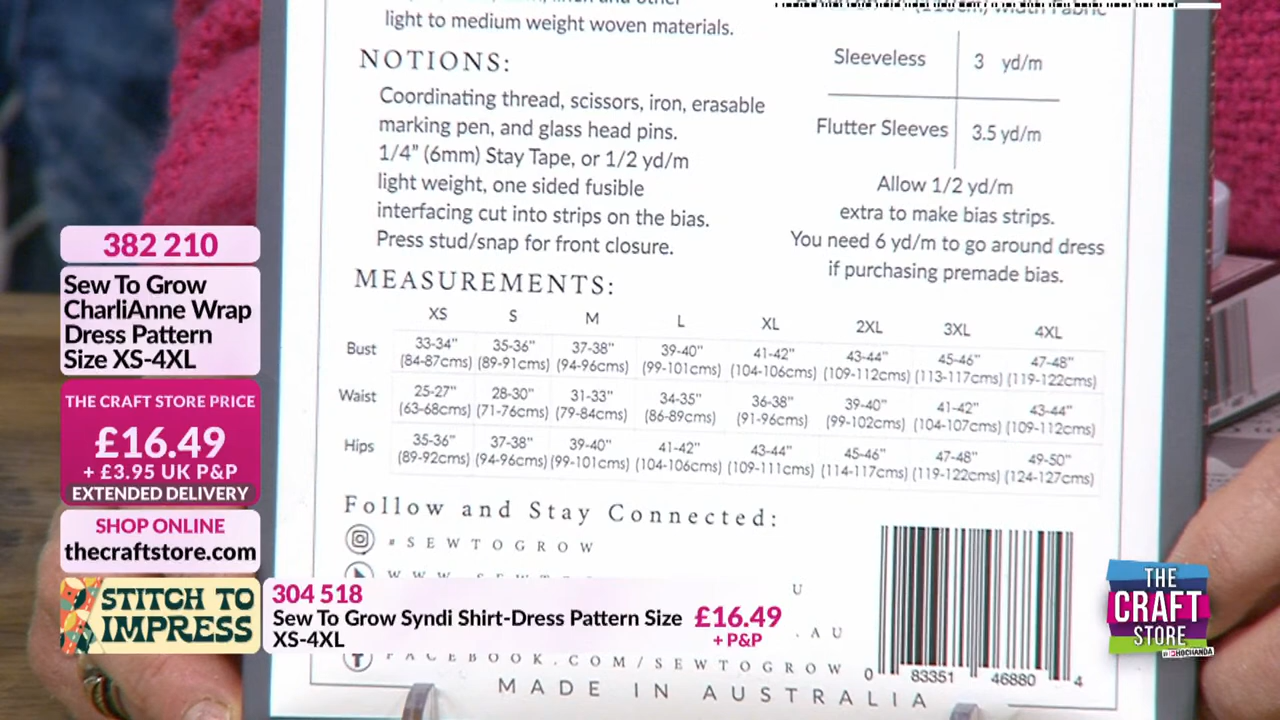 light to medium weight woven materials.
NOTIONS:
Coordinating thread, scissors, iron, erasable
marking pen, and glass head pins.
1/4" (6mm) Stay Tape, or 1/2 yd/m
light weight, one sided fusible
interfacing cut into strips on the bias.
Press stud/snap for front closure.
width Fabric
Sleeveless 3 yd/m
Flutter Sleeves 3.5 yd/m
Allow 1/2 yd/m
extra to make bias strips.
You need 6 yd/m to go around dress
if purchasing premade bias.
MEASUREMENTS:
XS S M L XL 2XL 3XL 4XL
Bust 33-34" 35-36" 37-38" 39-40" 41-42" 43-44" 45-46" 47-48"
(84-87cms) (89-91cms) (94-96cms) (99-101cms) (104-106cms) (109-112cms) (113-117cms) (119-122cms)
Waist 25-27" 28-30" 31-33" 34-35" 36-38" 39-40" 41-42" 43-44"
(63-68cms) (71-76cms) (79-84cms) (86-89cms) (91-96cms) (99-102cms) (104-107cms) (109-112cms)
Hips 35-36" 37-38" 39-40" 41-42" 43-44" 45-46" 47-48" 49-50"
(89-92cms) (94-96cms) (99-101cms) (104-106cms) (109-111cms) (114-117cms) (119-122cms) (124-127cms)
Follow and Stay Connected:
#SEWTOGROW
FACEBOOK.COM/SEWTOGROW
MADE IN AUSTRALIA
0 83351 46880 4
382 210
Sew To Grow
CharliAnne Wrap
Dress Pattern
Size XS-4XL
THE CRAFT STORE PRICE
£16.49
+ £3.95 UK P&P
EXTENDED DELIVERY
SHOP ONLINE
thecraftstore.com
STITCH TO
IMPRESS
304 518
Sew To Grow Syndi Shirt-Dress Pattern Size
XS-4XL
£16.49
+ P&P
THE
CRAFT
STORE
BY HOCHANDA